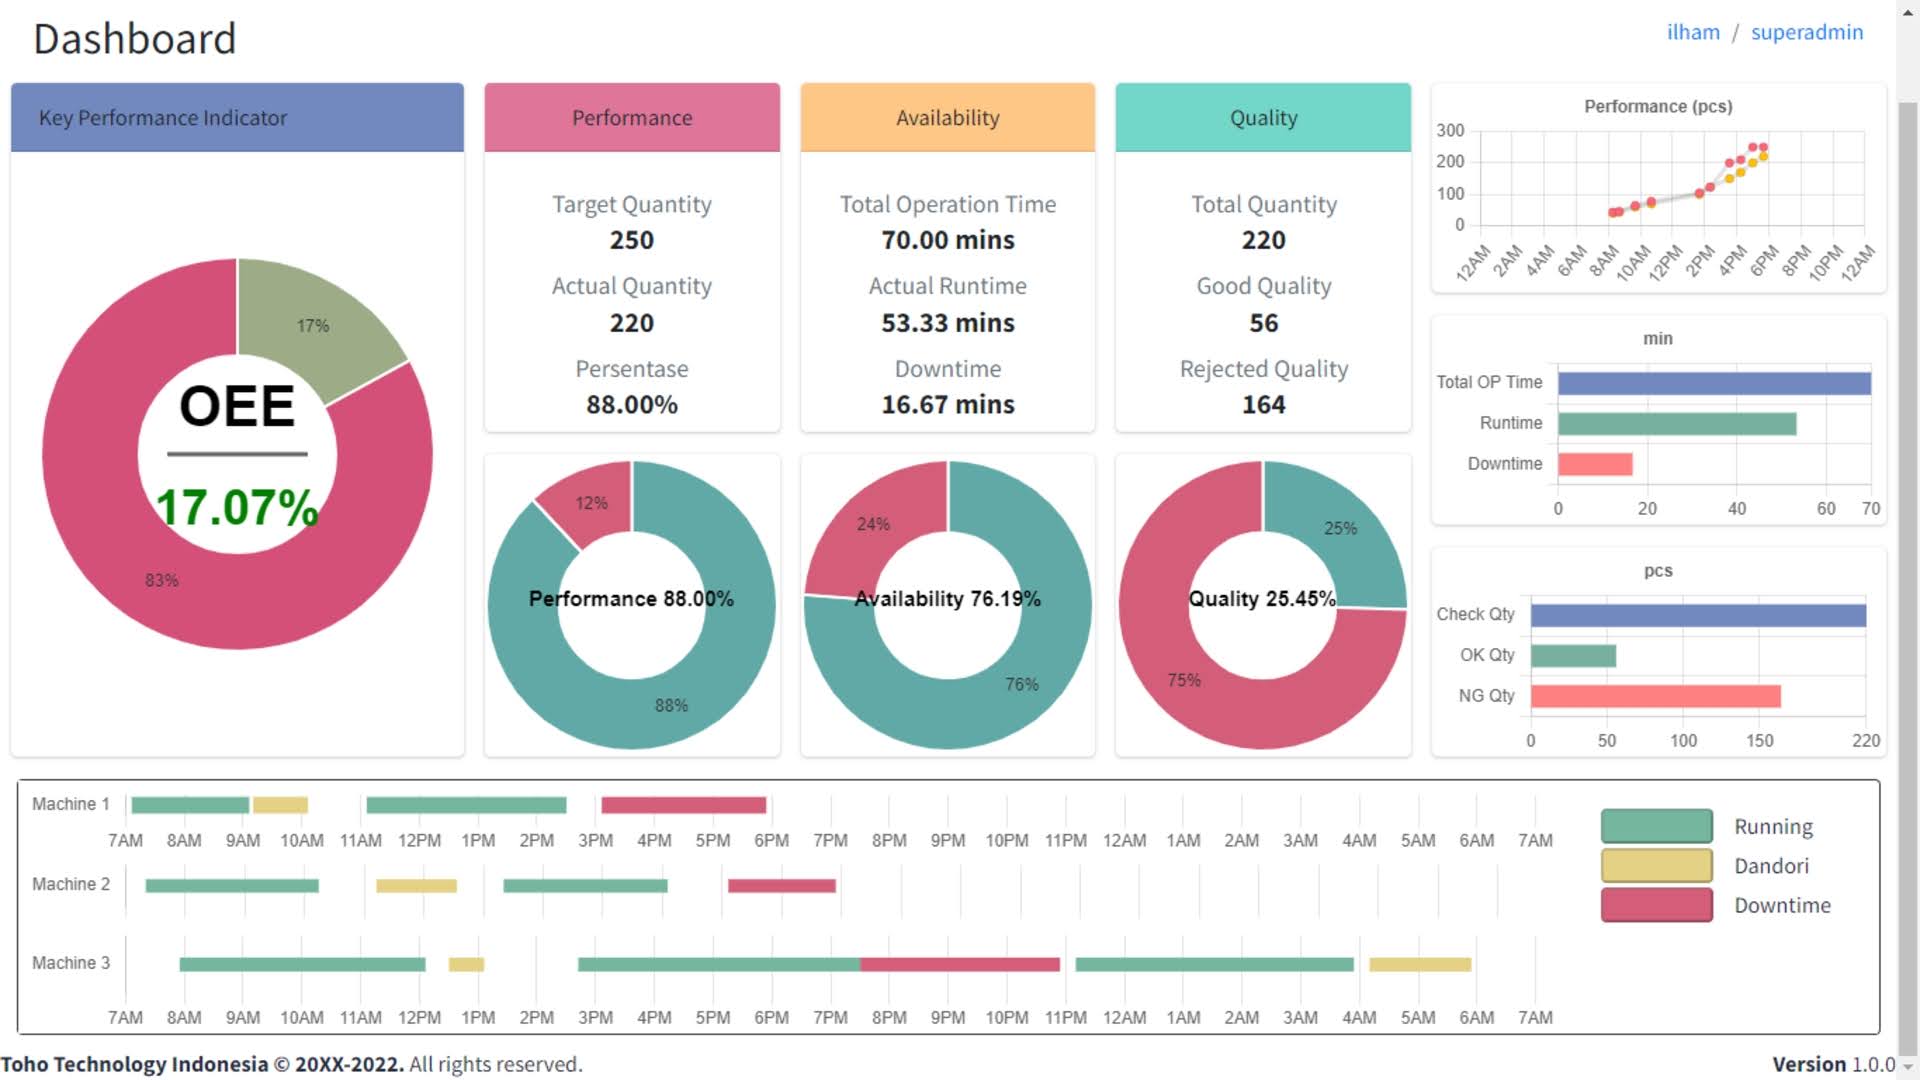 Dashboard
ilham / superadmin
Key Performance Indicator
17%
OEE
17.07%
83%
Performance
Target Quantity
250
Actual Quantity
220
Persentase
88.00%
Availability
Total Operation Time
70.00 mins
Actual Runtime
53.33 mins
Downtime
16.67 mins
Quality
Total Quantity
220
Good Quality
56
Rejected Quality
164
12%
Performance 88.00%
88%
24%
Availability 76.19%
76%
25%
Quality 25.45%
75%
Performance (pcs)
300
200
100
0
12AM 2AM 4AM 6AM 8AM 10AM 12PM 2PM 4PM 6PM 8PM 10PM 12AM
min
Total OP Time
Runtime
Downtime
0 20 40 60 70
pcs
Check Qty
OK Qty
NG Qty
0 50 100 150 220
Machine 1
7AM 8AM 9AM 10AM 11AM 12PM 1PM 2PM 3PM 4PM 5PM 6PM 7PM 8PM 9PM 10PM 11PM 12AM 1AM 2AM 3AM 4AM 5AM 6AM 7AM
Machine 2
Machine 3
7AM 8AM 9AM 10AM 11AM 12PM 1PM 2PM 3PM 4PM 5PM 6PM 7PM 8PM 9PM 10PM 11PM 12AM 1AM 2AM 3AM 4AM 5AM 6AM 7AM
Running
Dandori
Downtime
Toho Technology Indonesia © 20XX-2022. All rights reserved.
Version 1.0.0